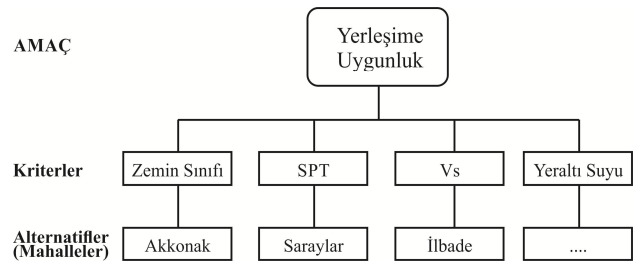 AMAÇ
Yerleşime
Uygunluk
Kriterler
Zemin Sınıfı
SPT
Vs
Yeraltı Suyu
Alternatifler
(Mahalleler)
Akkonak
Saraylar
İlbade
....